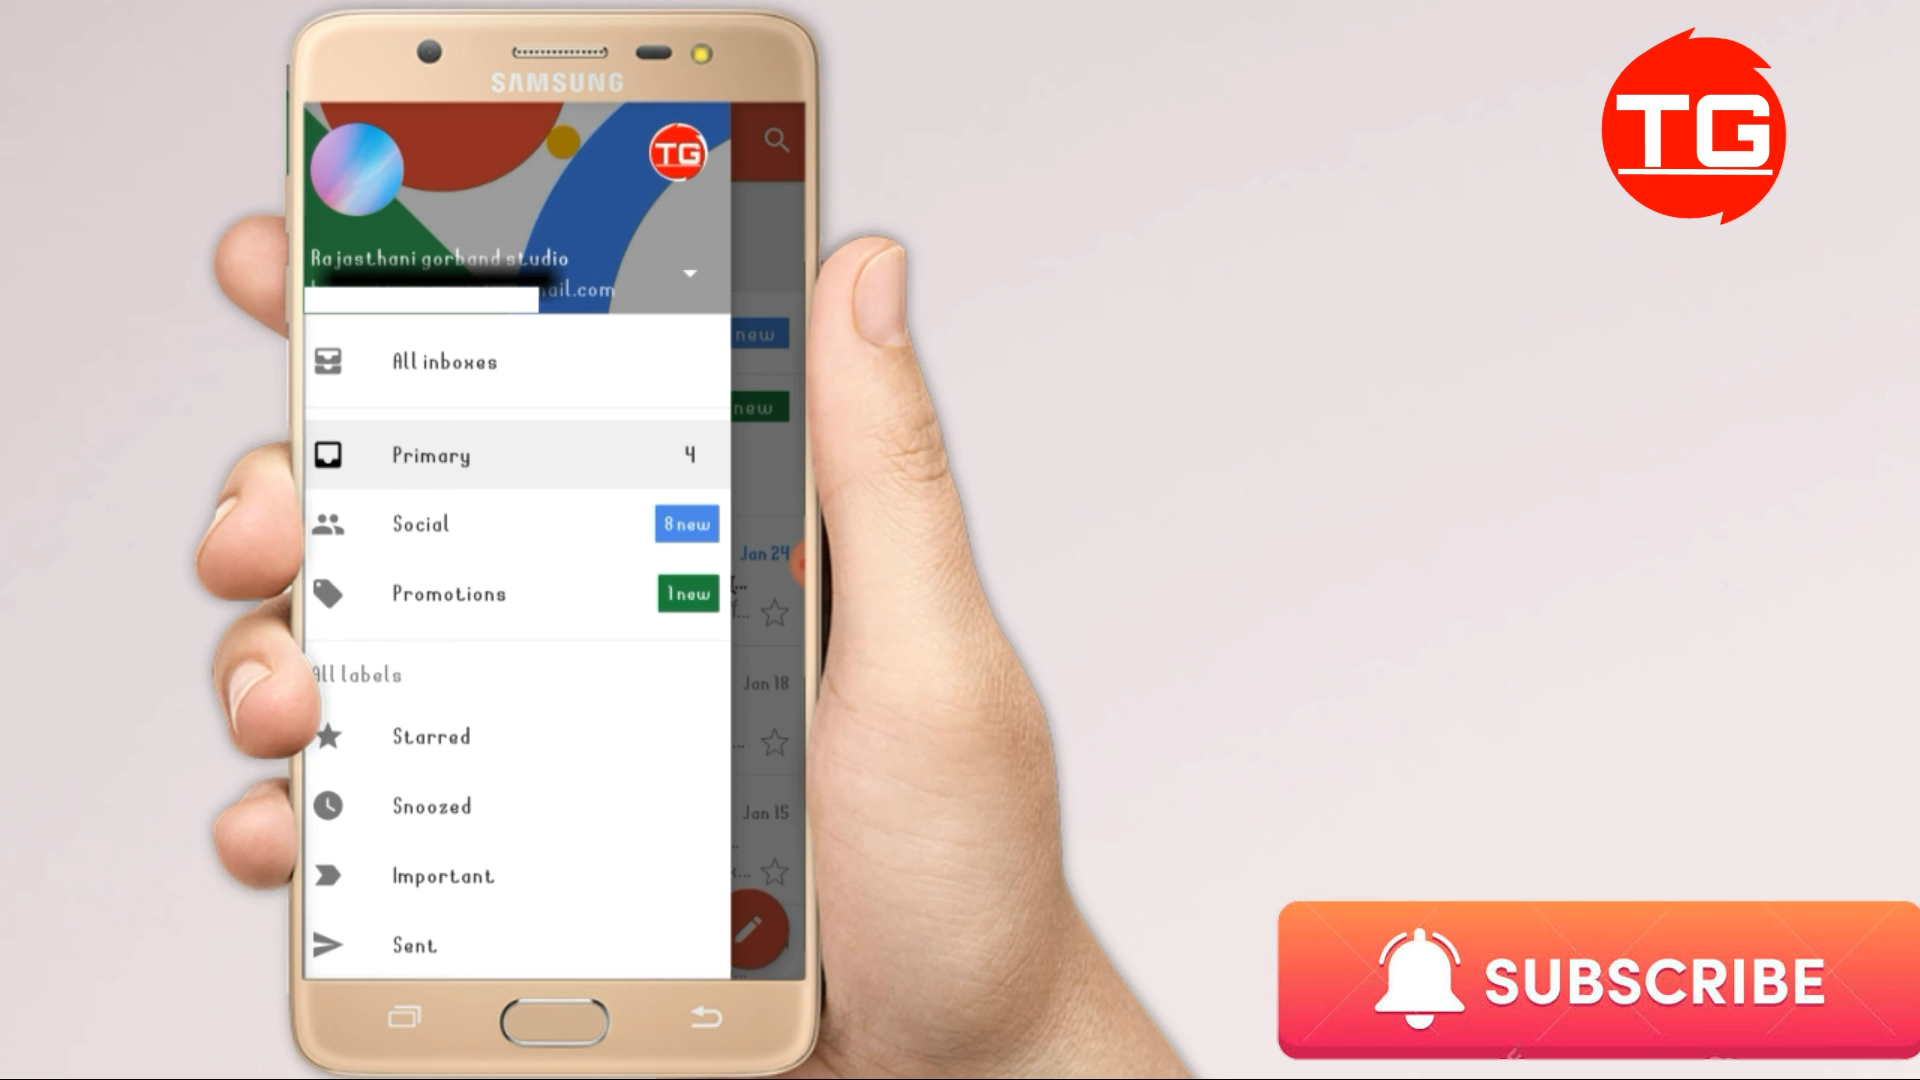 SAMSUNG
TG
TG
Rajasthani gorband studio
ail.com
new
All inboxes
new
Primary 4
Social 8 new
Promotions 1 new
Jan 24
All labels
Jan 18
Starred
Snoozed
Jan 15
Important
Sent
SUBSCRIBE